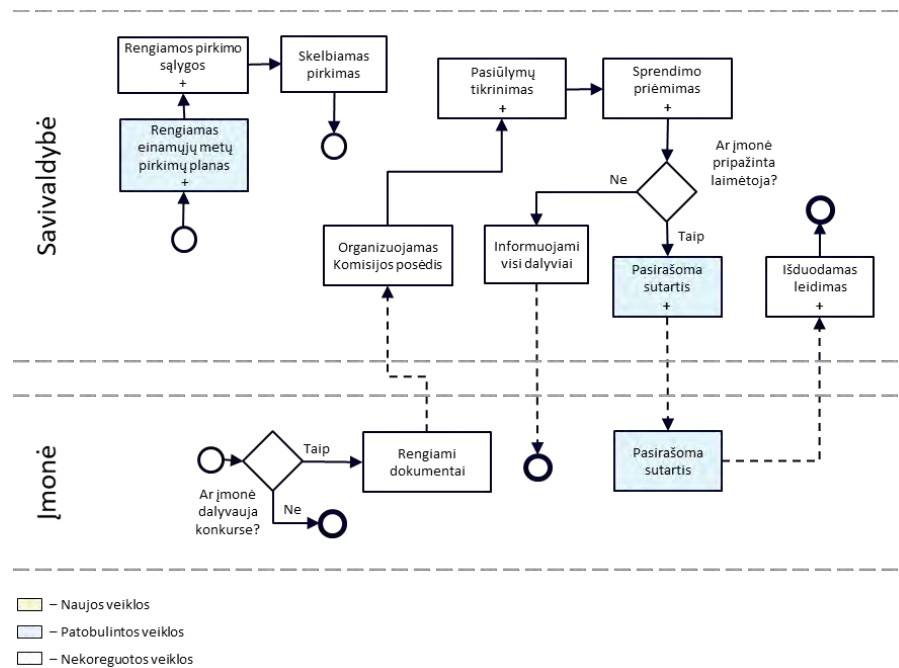 Savivaldybė
Rengiamos pirkimo
sąlygos
+
Skelbiamas
pirkimas
Rengiamas
einamųjų metų
pirkimų planas
+
Pasiūlymų
tikrinimas
+
Sprendimo
priėmimas
+
Ar įmonė
pripažinta
laimėtoja?
Ne
Taip
Organizuojamas
Komisijos posėdis
Informuojami
visi dalyviai
Pasirašoma
sutartis
+
Išduodamas
leidimas
+
Įmonė
Ar įmonė
dalyvauja
konkurse?
Taip
Ne
Rengiami
dokumentai
Pasirašoma
sutartis
– Naujos veiklos
– Patobulintos veiklos
– Nekoreguotos veiklos